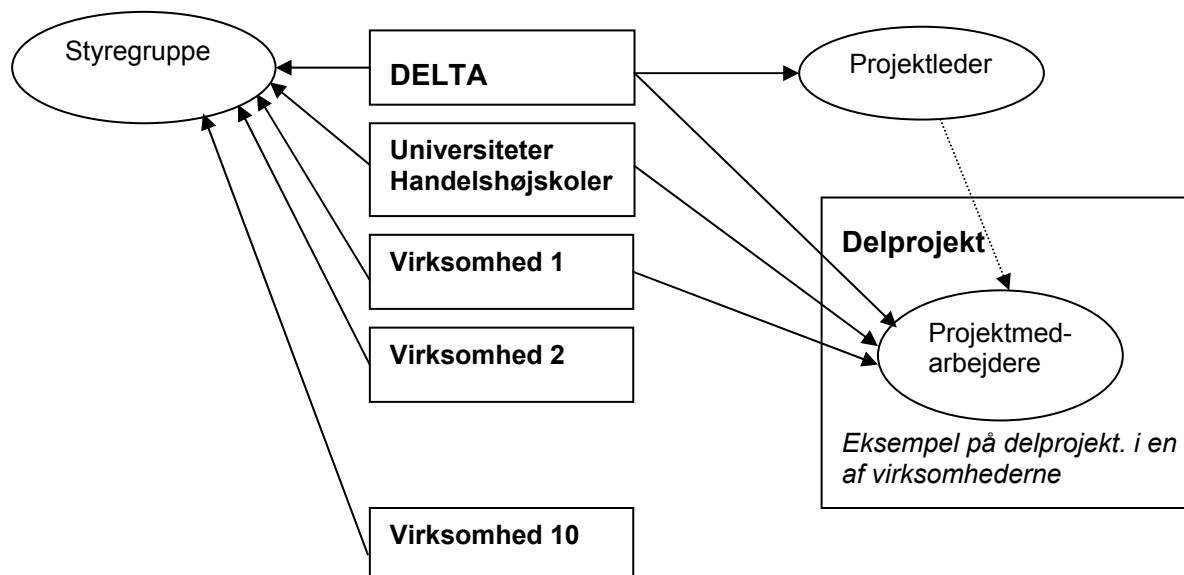 Styregruppe
DELTA
Projektleder
Universiteter
Handelshøjskoler
Virksomhed 1
Delprojekt
Virksomhed 2
Projektmed-
arbejdere
Eksempel på delprojekt. i en
af virksomhederne
Virksomhed 10